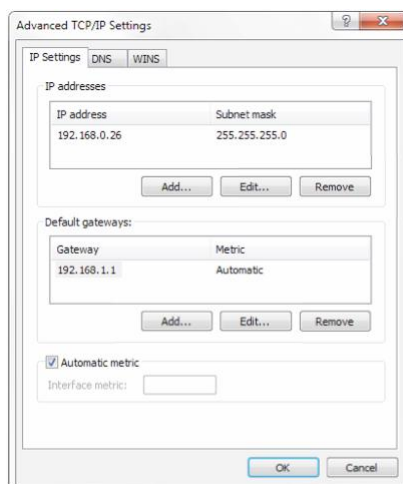 Advanced TCP/IP Settings
IP Settings DNS WINS
IP addresses
IP address Subnet mask
192.168.0.26 255.255.255.0
Add... Edit... Remove
Default gateways:
Gateway Metric
192.168.1.1 Automatic
Add... Edit... Remove
Automatic metric
Interface metric:
OK Cancel